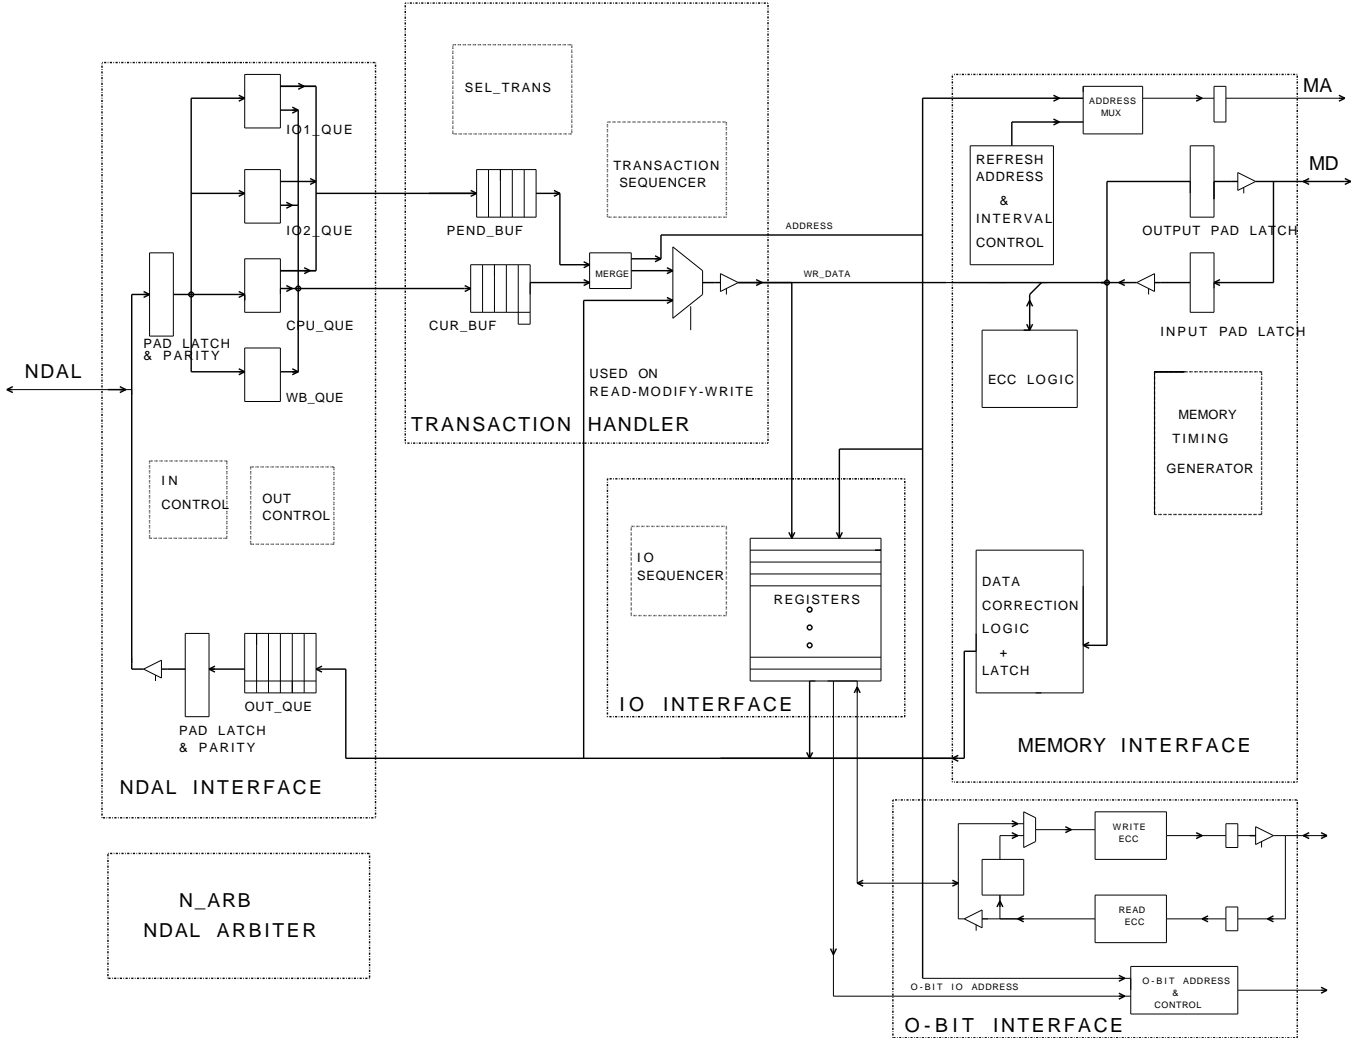 SEL_TRANS
TRANSACTION
SEQUENCER
PEND_BUF
CUR_BUF
MERGE
ADDRESS
WR_DATA
USED ON
READ-MODIFY-WRITE
TRANSACTION HANDLER
IO1_QUE
IO2_QUE
CPU_QUE
WB_QUE
PAD LATCH
& PARITY
NDAL
IN
CONTROL
OUT
CONTROL
OUT_QUE
PAD LATCH
& PARITY
NDAL INTERFACE
N_ARB
NDAL ARBITER
IO
SEQUENCER
REGISTERS
IO INTERFACE
ADDRESS
MUX
MA
REFRESH
ADDRESS
&
INTERVAL
CONTROL
MD
OUTPUT PAD LATCH
INPUT PAD LATCH
ECC LOGIC
MEMORY
TIMING
GENERATOR
DATA
CORRECTION
LOGIC
+
LATCH
MEMORY INTERFACE
WRITE
ECC
READ
ECC
O-BIT IO ADDRESS
O-BIT ADDRESS
&
CONTROL
O-BIT INTERFACE